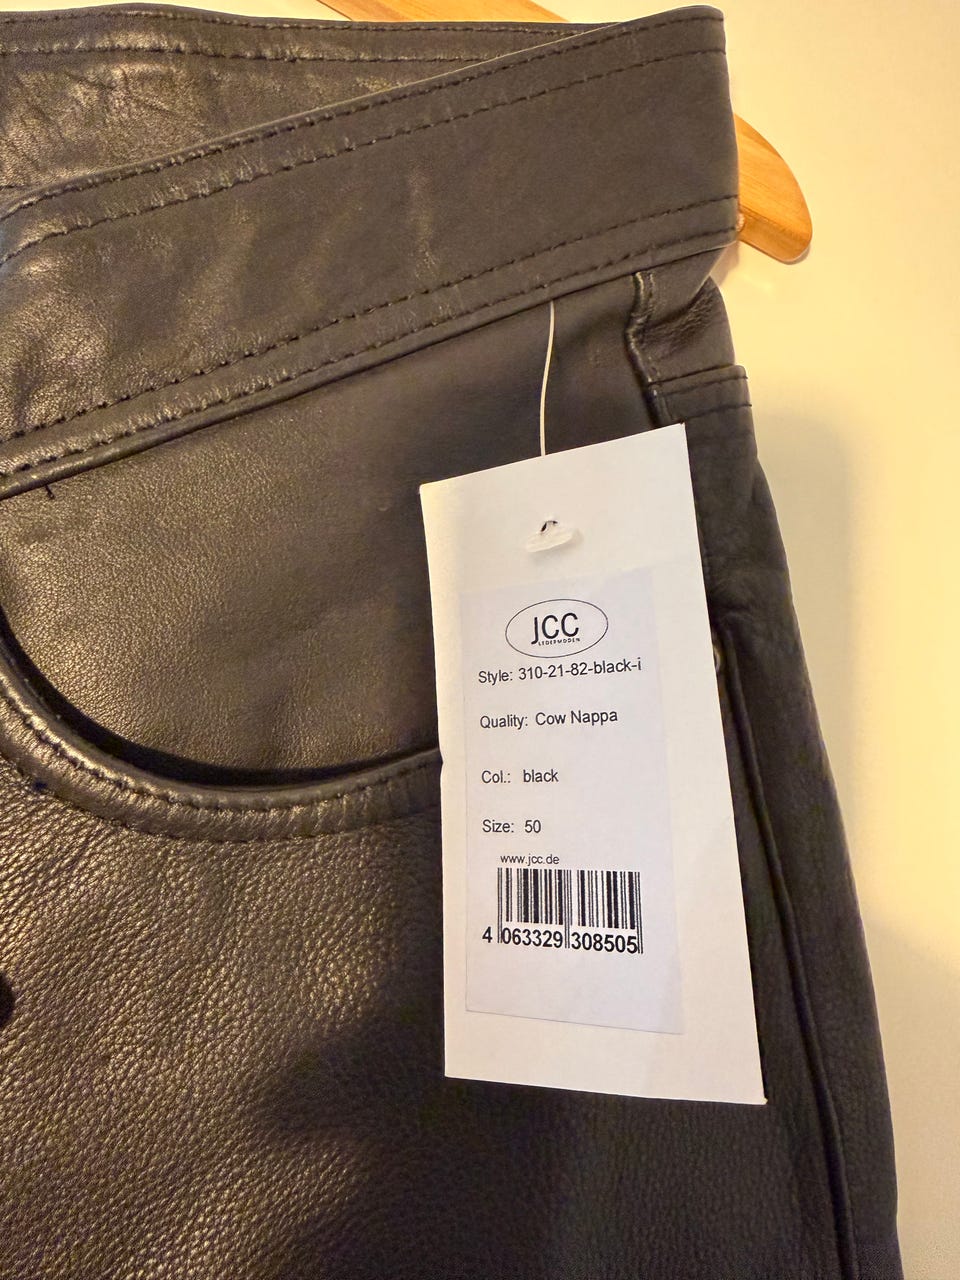 JCC
LEDERMODEN
Style: 310-21-82-black-i
Quality: Cow Nappa
Col.: black
Size: 50
www.jcc.de
4 063329 308505